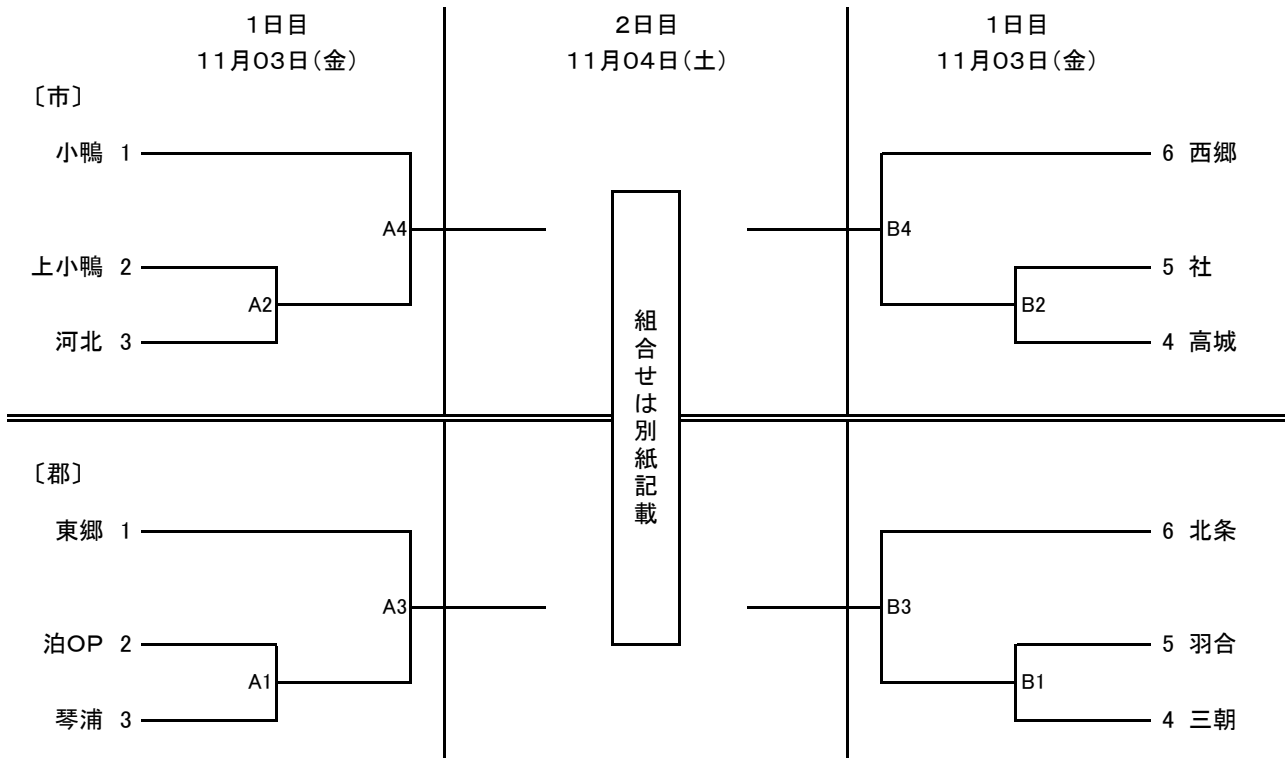 1日目
11月03日(金)
2日目
11月04日(土)
1日目
11月03日(金)
〔市〕
小鴨 1
上小鴨 2
河北 3
A2
A4
6 西郷
5 社
4 高城
B4
B2
組合せは別紙記載
〔郡〕
東郷 1
泊OP 2
琴浦 3
A1
A3
6 北条
5 羽合
4 三朝
B3
B1